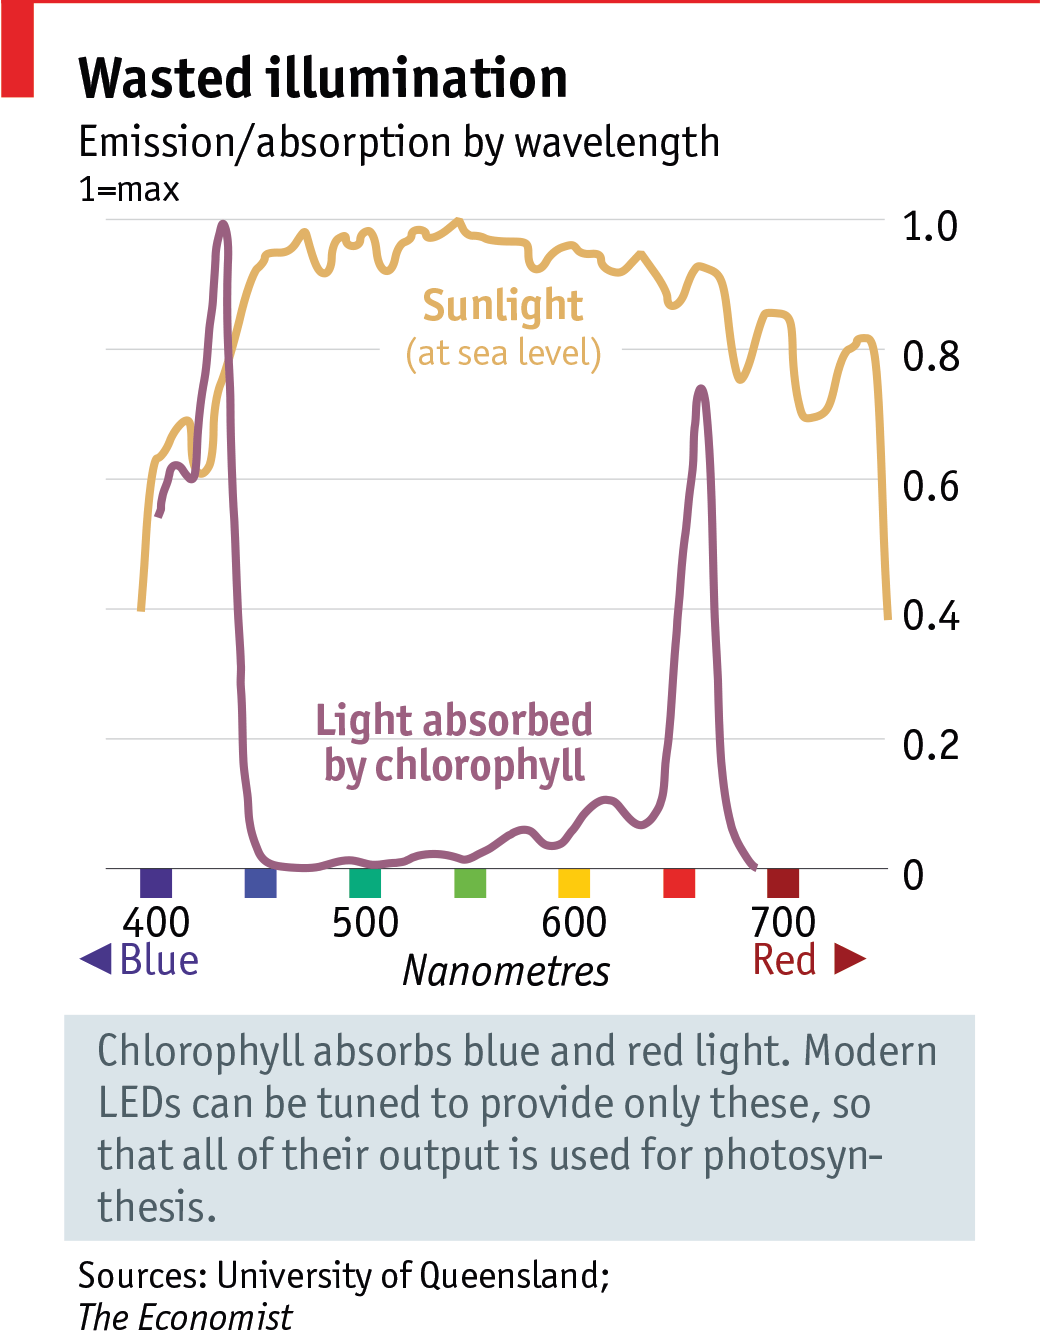 Wasted illumination
Emission/absorption by wavelength
1=max
1.0
Sunlight
(at sea level)
0.8
0.6
0.4
Light absorbed
by chlorophyll
0.2
0
400 500 600 700
◀ Blue Nanometres Red ▶
Chlorophyll absorbs blue and red light. Modern
LEDs can be tuned to provide only these, so
that all of their output is used for photosyn-
thesis.
Sources: University of Queensland;
The Economist